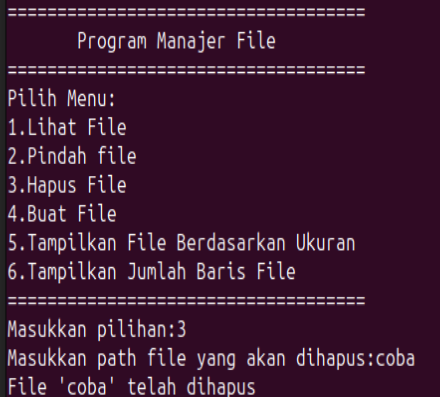 ====================================
Program Manajer File
====================================
Pilih Menu:
1.Lihat File
2.Pindah file
3.Hapus File
4.Buat File
5.Tampilkan File Berdasarkan Ukuran
6.Tampilkan Jumlah Baris File
====================================
Masukkan pilihan:3
Masukkan path file yang akan dihapus:coba
File 'coba' telah dihapus